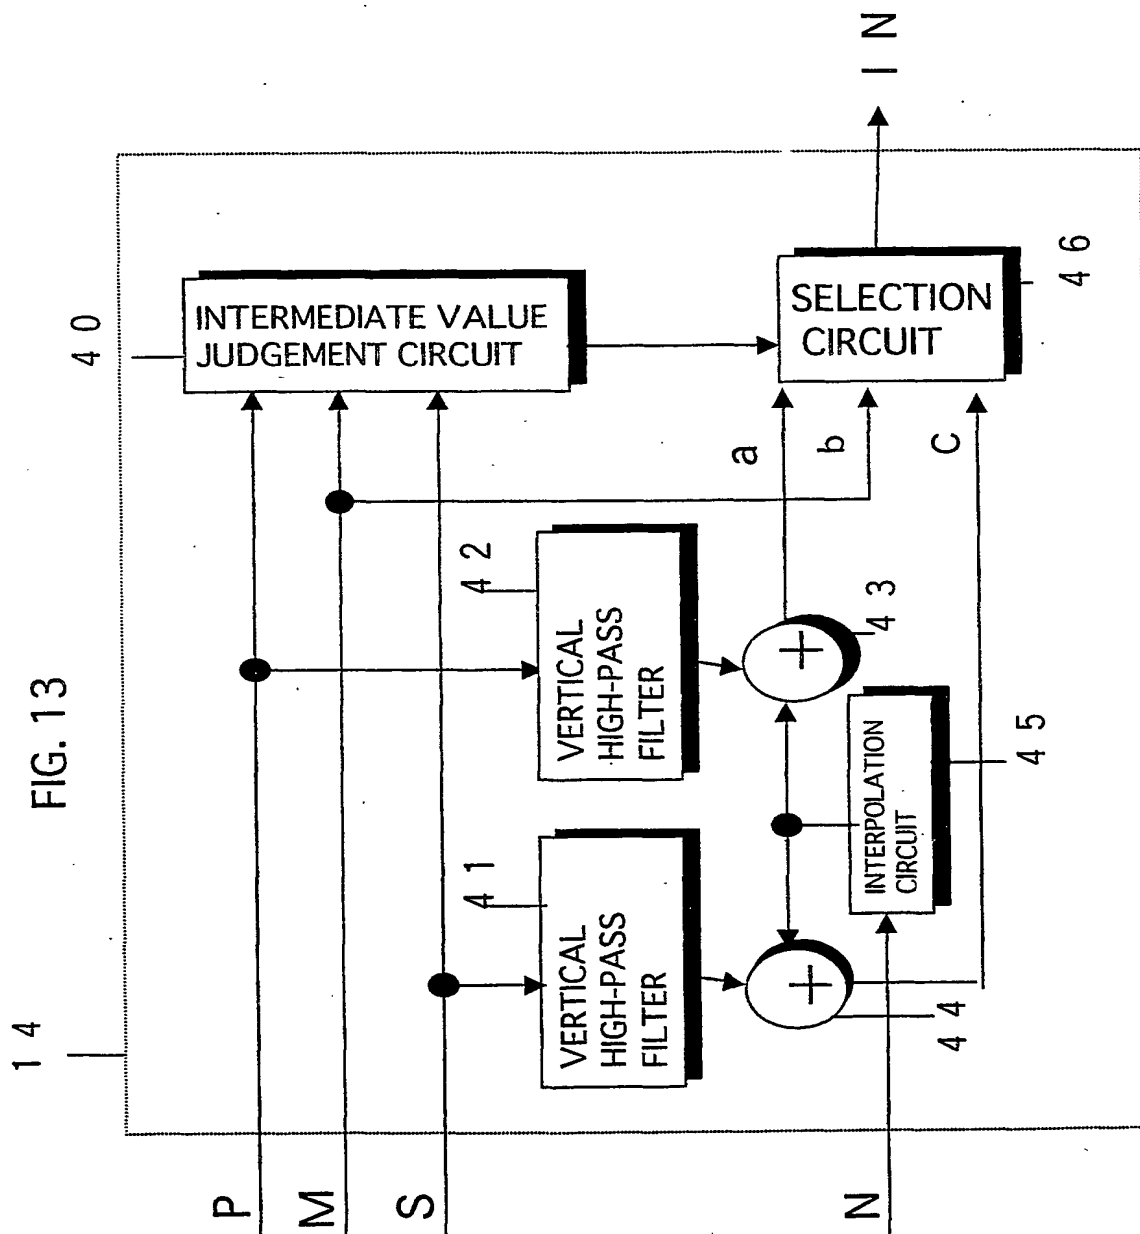 FIG. 13
1 4
4 0
INTERMEDIATE VALUE
JUDGEMENT CIRCUIT
P
M
S
N
4 1
VERTICAL
HIGH-PASS
FILTER
4 2
VERTICAL
HIGH-PASS
FILTER
+
4 4
+
4 3
INTERPOLATION
CIRCUIT
4 5
a
b
C
SELECTION
CIRCUIT
4 6
I N